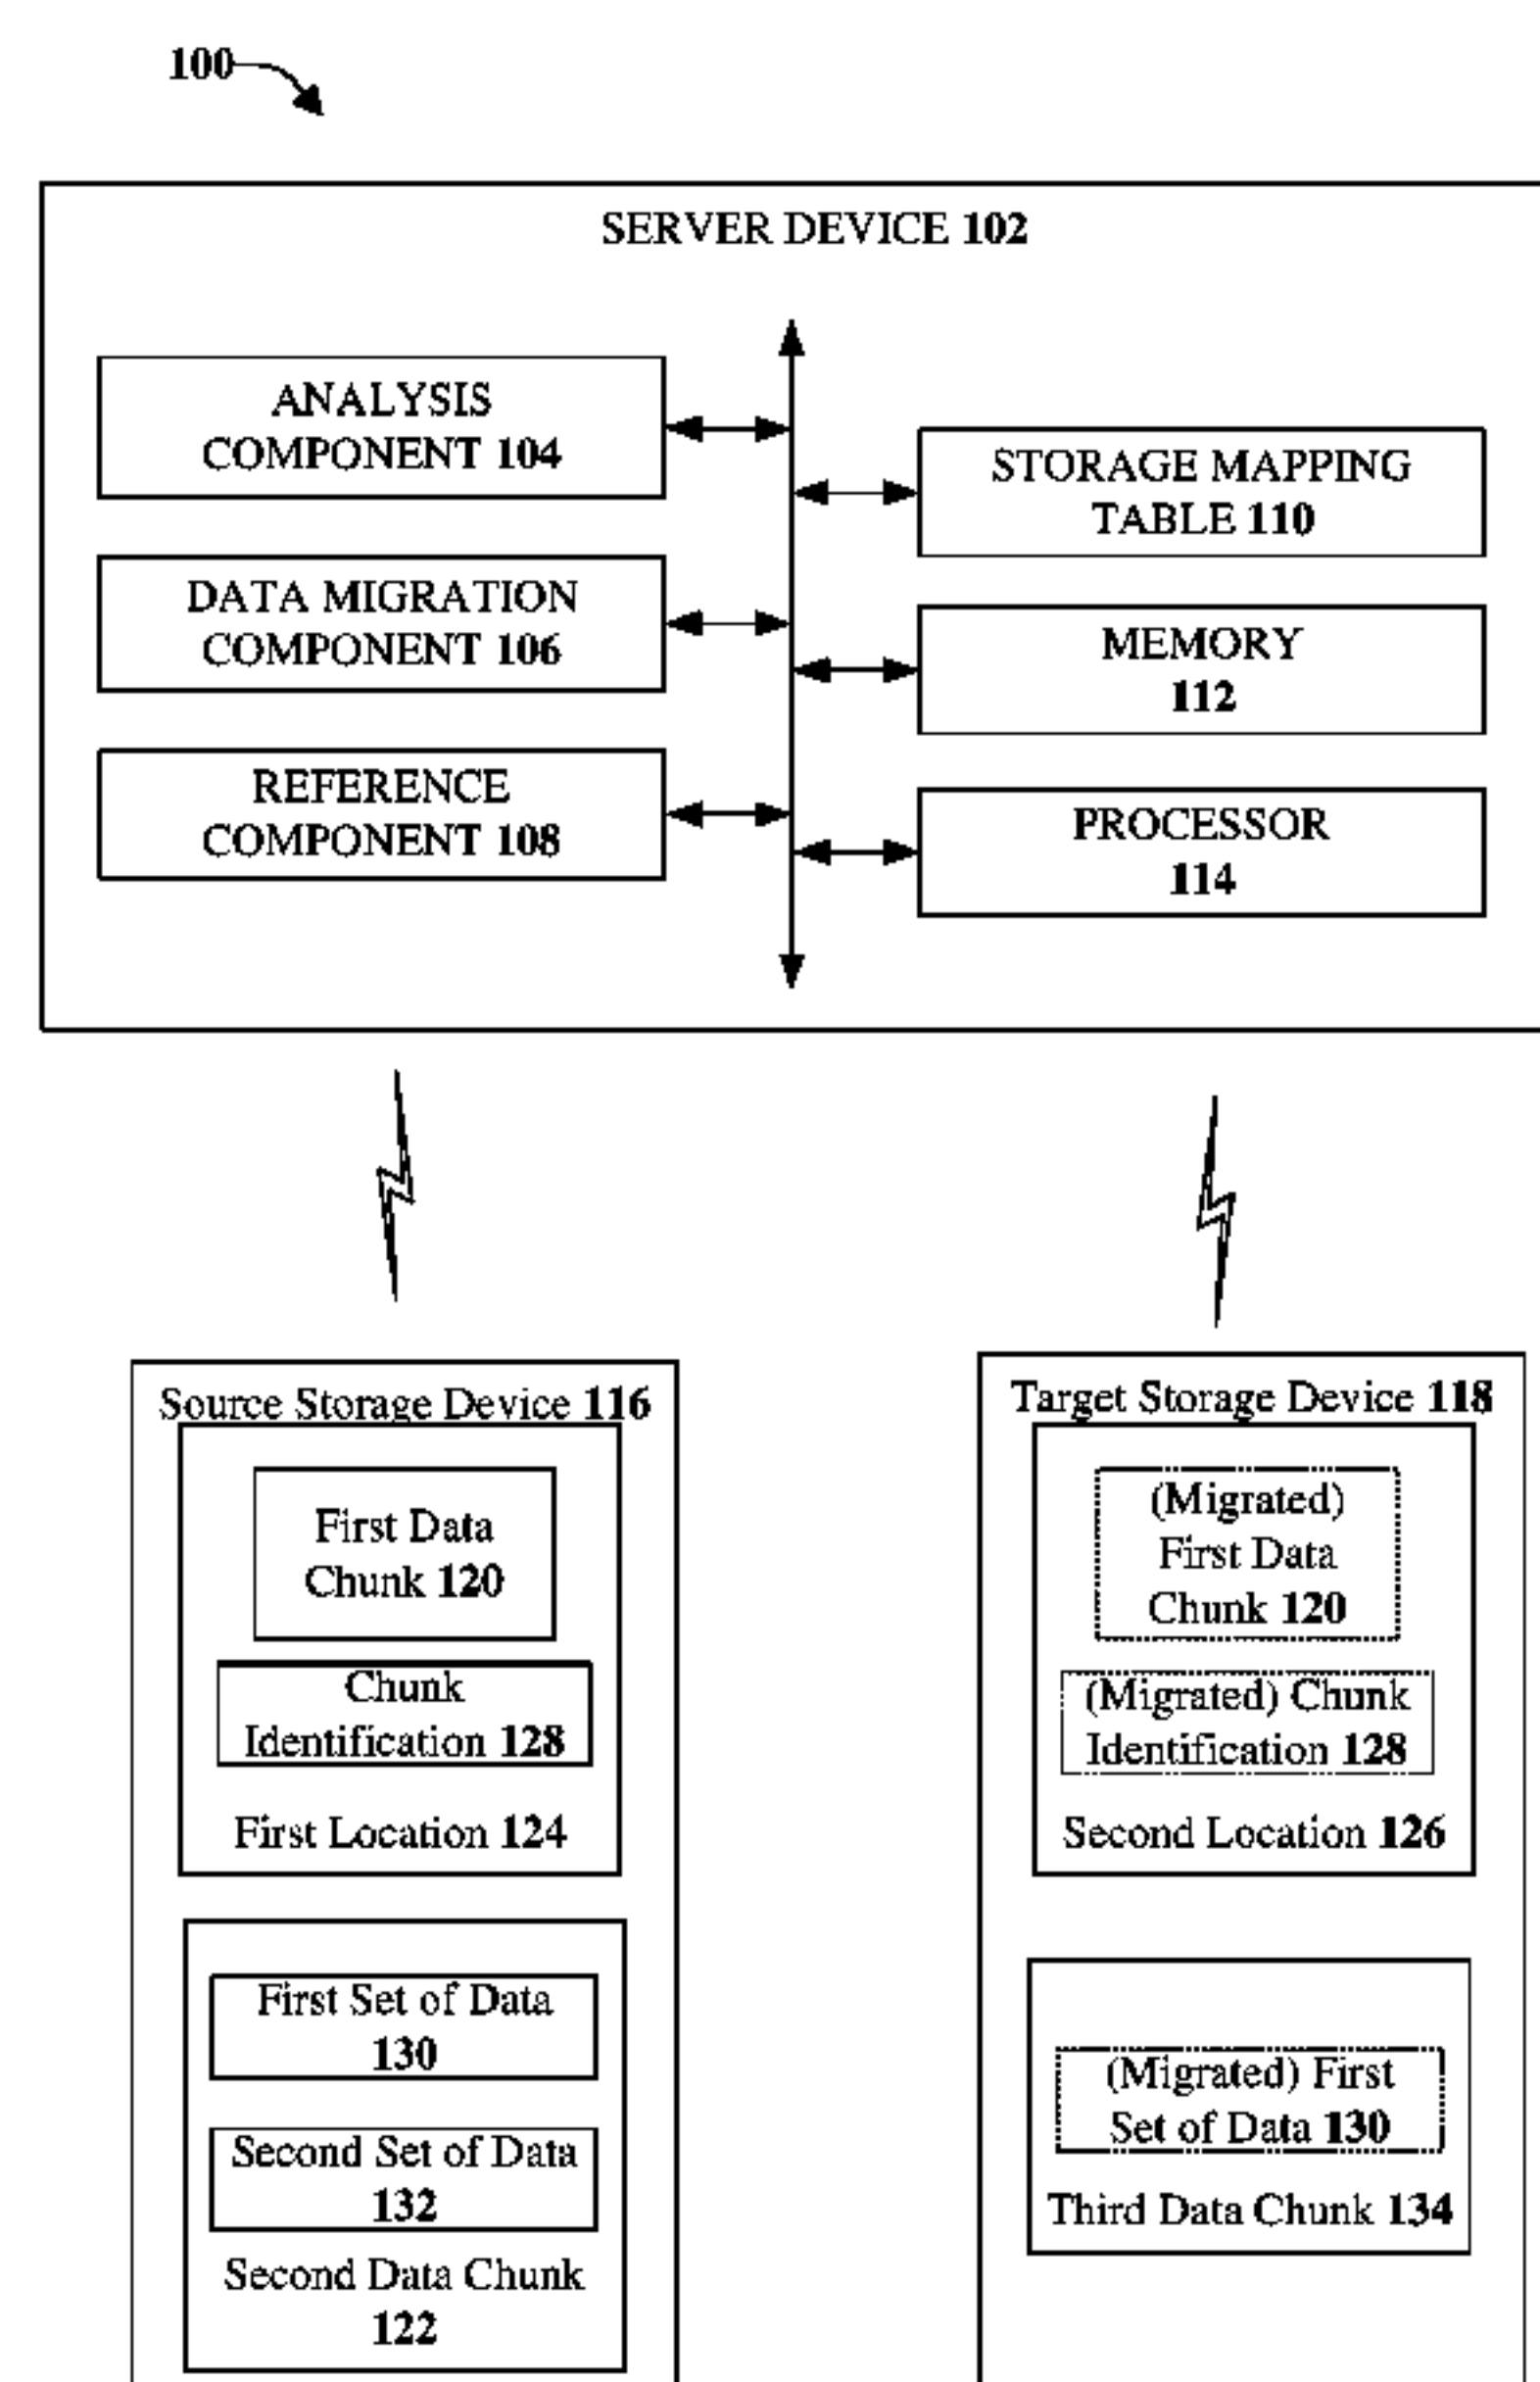 100
SERVER DEVICE 102
ANALYSIS
COMPONENT 104
STORAGE MAPPING
TABLE 110
DATA MIGRATION
COMPONENT 106
MEMORY
112
REFERENCE
COMPONENT 108
PROCESSOR
114
Source Storage Device 116
First Data
Chunk 120
Chunk
Identification 128
First Location 124
First Set of Data
130
Second Set of Data
132
Second Data Chunk
122
Target Storage Device 118
(Migrated)
First Data
Chunk 120
(Migrated) Chunk
Identification 128
Second Location 126
(Migrated) First
Set of Data 130
Third Data Chunk 134